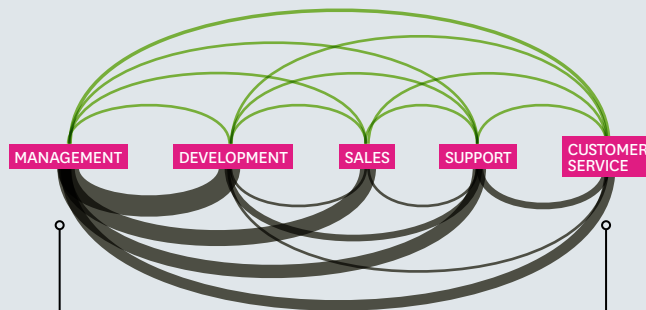 MANAGEMENT
DEVELOPMENT
SALES
SUPPORT
CUSTOMER
SERVICE